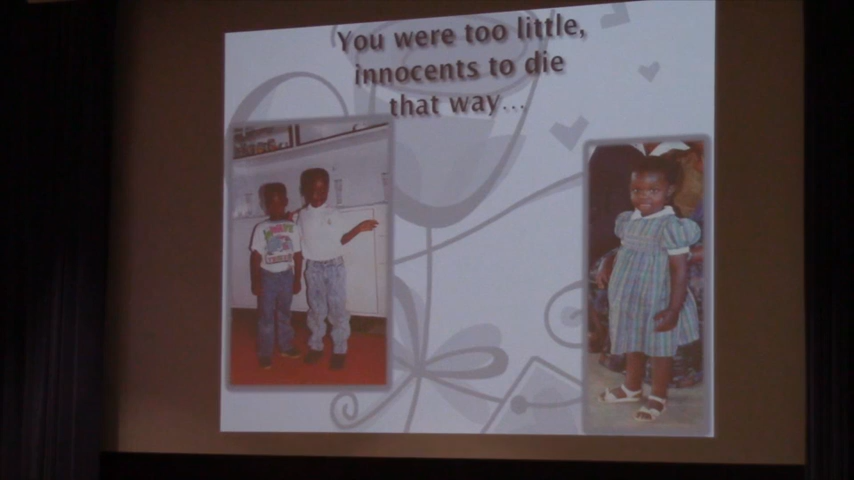 You were too little,
innocents to die
that way...